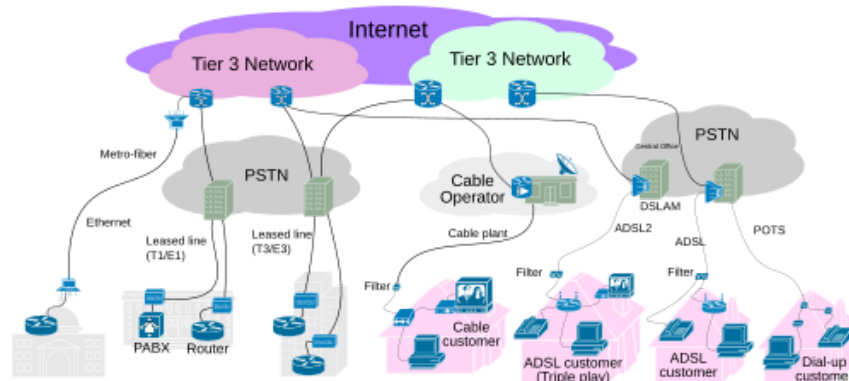 Internet
Tier 3 Network
Tier 3 Network
Metro-fiber
PSTN
Central Office
PSTN
Cable
Operator
DSLAM
Ethernet
Leased line
(T1/E1)
Leased line
(T3/E3)
Cable plant
ADSL2
ADSL
POTS
Filter
Filter
Filter
PABX
Router
Cable
customer
ADSL customer
(Triple play)
ADSL
customer
Dial-up
custome